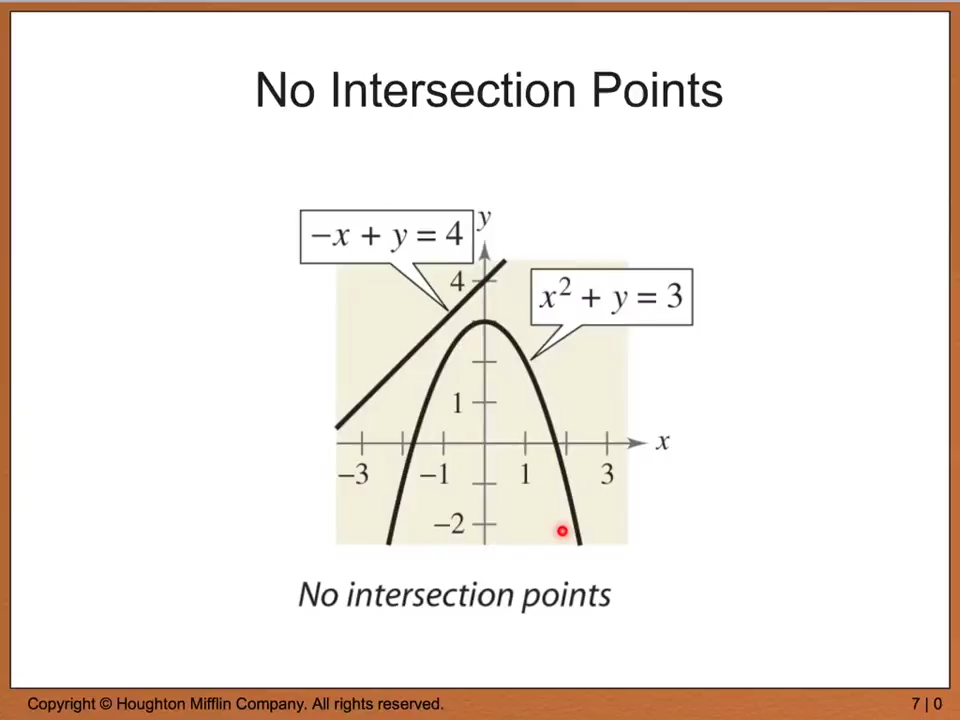 No Intersection Points
−x + y = 4
y
4
x² + y = 3
1
x
−3
−1
1
3
−2
No intersection points
Copyright © Houghton Mifflin Company. All rights reserved.
7 | 0